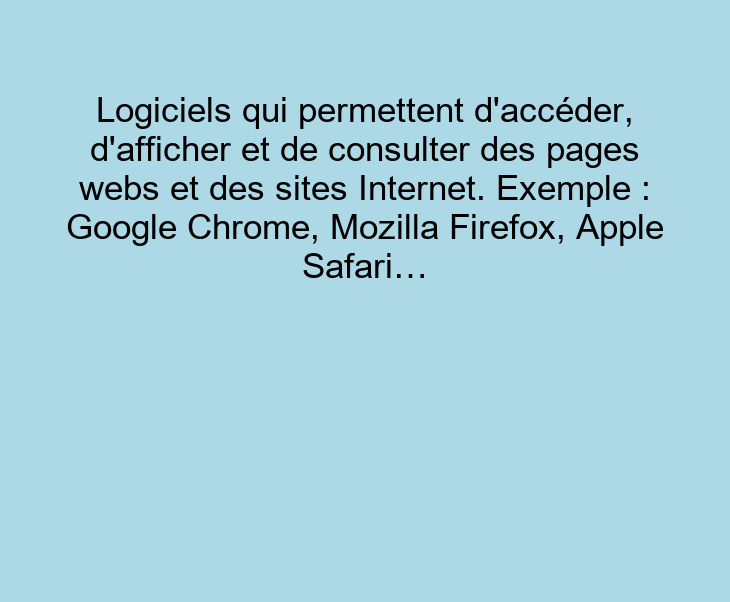 Logiciels qui permettent d'accéder,
d'afficher et de consulter des pages
webs et des sites Internet. Exemple :
Google Chrome, Mozilla Firefox, Apple
Safari…